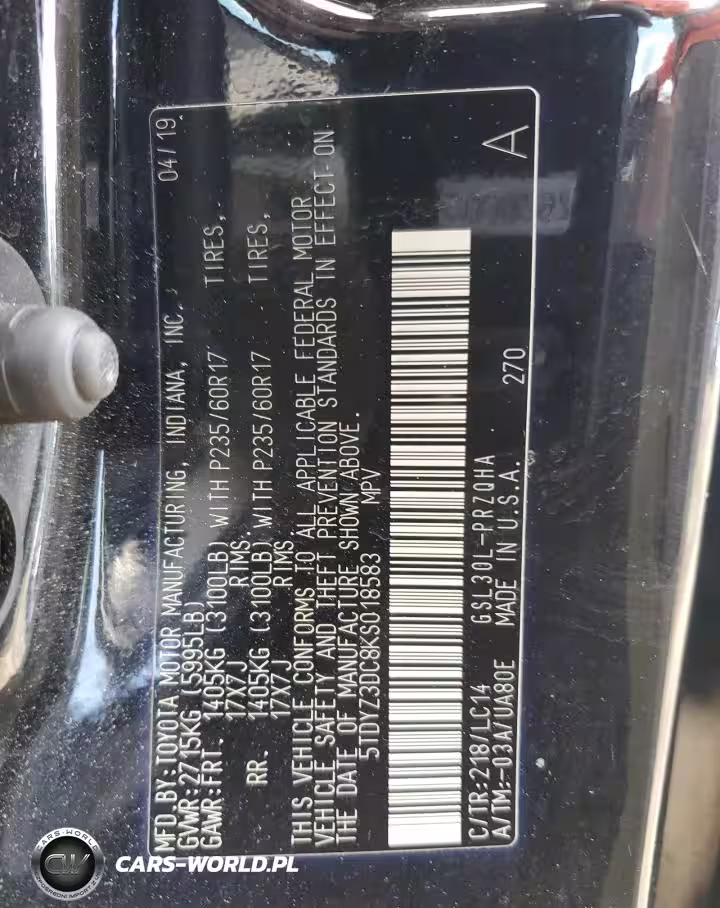 MFD.BY:TOYOTA MOTOR MANUFACTURING, INDIANA, INC. 04/19
GVWR:2715KG (5995LB)
GAWR:FRT. 1405KG (3100LB) WITH P235/60R17 TIRES,
17X7J RIMS.
RR. 1405KG (3100LB) WITH P235/60R17 TIRES,
17X7J RIMS.
THIS VEHICLE CONFORMS TO ALL APPLICABLE FEDERAL MOTOR
VEHICLE SAFETY AND THEFT PREVENTION STANDARDS IN EFFECT ON
THE DATE OF MANUFACTURE SHOWN ABOVE.
5TDYZ3DC8KS018583 MPV
C/TR:218/LC14 GSL30L-PRZQHA
A/TM:-03A/UA80E MADE IN U.S.A. 270
A
CARS-WORLD
CW
CARS-WORLD.PL